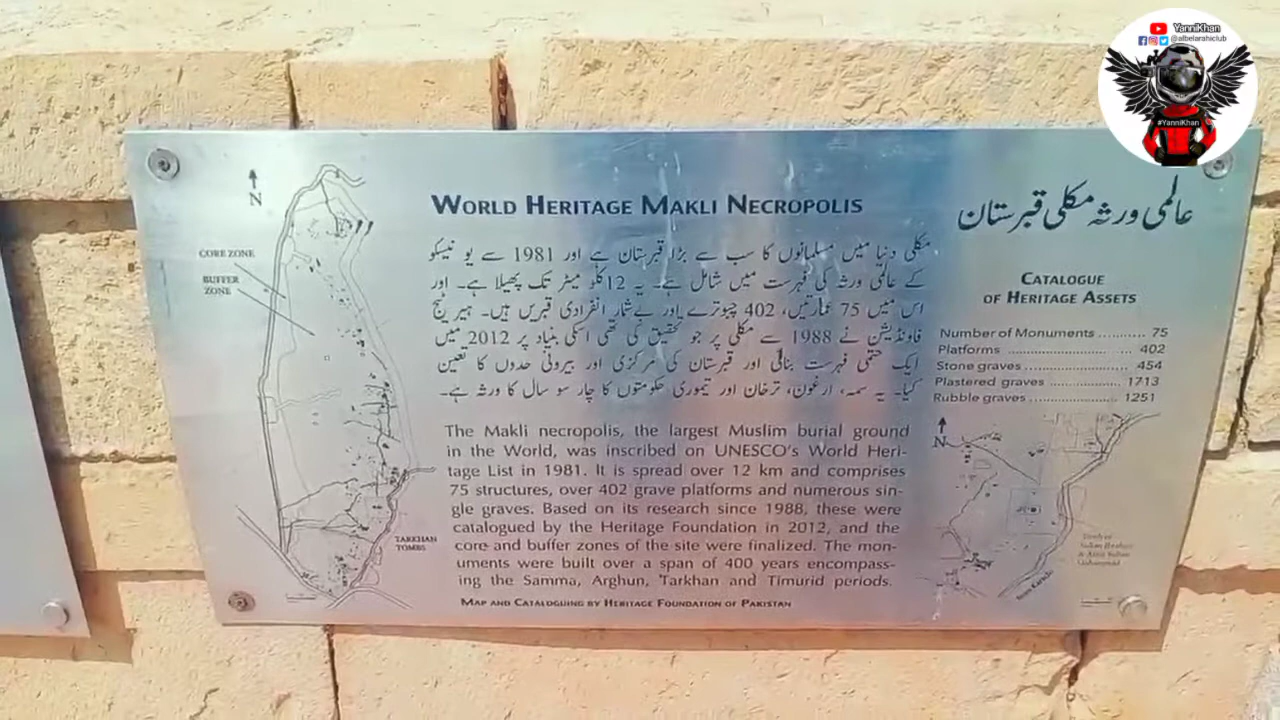 YanniKhan
@albelarahiclub
#YanniKhan
WORLD HERITAGE MAKLI NECROPOLIS
عالمی ورثہ مکلی قبرستان
مکلی دنیا میں مسلمانوں کا سب سے بڑا قبرستان ہے اور 1981 سے یو نیسکو
کے عالمی ورثہ کی فہرست میں شامل ہے۔ یہ 12 کلو میٹر تک پھیلا ہے۔ اور
اس میں 75 عمارتیں، 402 چبوترے اور بے شمار انفرادی قبریں ہیں۔ ہیریٹیج
فاونڈیشن نے 1988 سے مکلی پر جو تحقیق کی تھی اسکی بنیاد پر 2012 میں
ایک حتمی فہرست بنائی اور قبرستان کی مرکزی اور بیرونی حدوں کا تعین
کیا۔ یہ سمہ، ارغون، ترخان اور تیموری حکومتوں کا چار سو سال کا ورثہ ہے۔
The Makli necropolis, the largest Muslim burial ground
in the World, was inscribed on UNESCO's World Heri-
tage List in 1981. It is spread over 12 km and comprises
75 structures, over 402 grave platforms and numerous sin-
gle graves. Based on its research since 1988, these were
catalogued by the Heritage Foundation in 2012, and the
core and buffer zones of the site were finalized. The mon-
uments were built over a span of 400 years encompass-
ing the Samma, Arghun, Tarkhan and Timurid periods.
MAP AND CATALOGUING BY HERITAGE FOUNDATION OF PAKISTAN
N
CORE ZONE
BUFFER
ZONE
TARKHAN
TOMBS
CATALOGUE
OF HERITAGE ASSETS
Number of Monuments .......... 75
Platforms .......... 402
Stone graves .......... 454
Plastered graves .......... 1713
Rubble graves .......... 1251
N